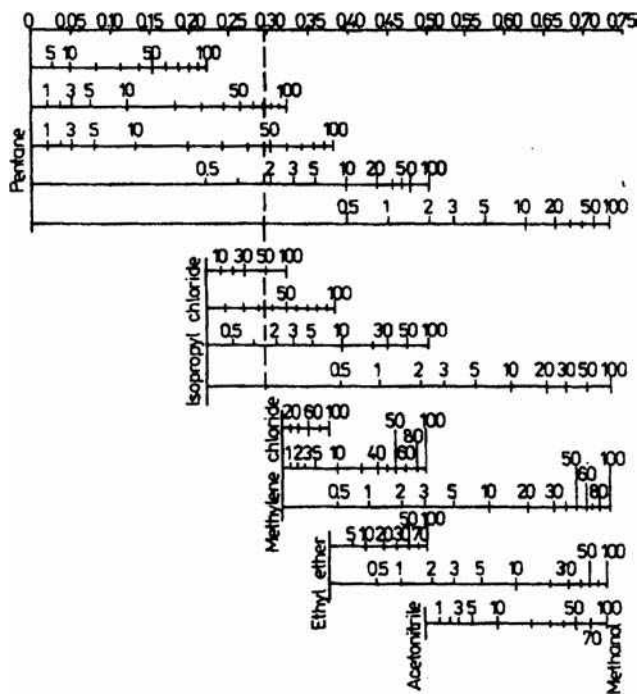 0 0.05 0.10 0.15 0.20 0.25 0.30 0.35 0.40 0.45 0.50 0.55 0.60 0.65 0.70 0.75
5 10 50 100
1 3 5 10 50 100
1 3 5 10 50 100
Pentane
0.5 2 3 5 10 20 50 100
0.5 1 2 3 5 10 20 50 100
10 30 50 100
50 100
Isopropyl chloride
0.5 2 3 5 10 30 50 100
0.5 1 2 3 5 10 20 30 50 100
20 60 100
50 80 100
Methylene chloride
1 2 3 5 10 40 60
50 60 80 100
0.5 1 2 3 5 10 20 30
50 100
5 10 20 30 70
Ethyl ether
50 100
0.5 1 2 3 5 10 30
Acetonitrile
1 3 5 10 50 100
70
Methanol